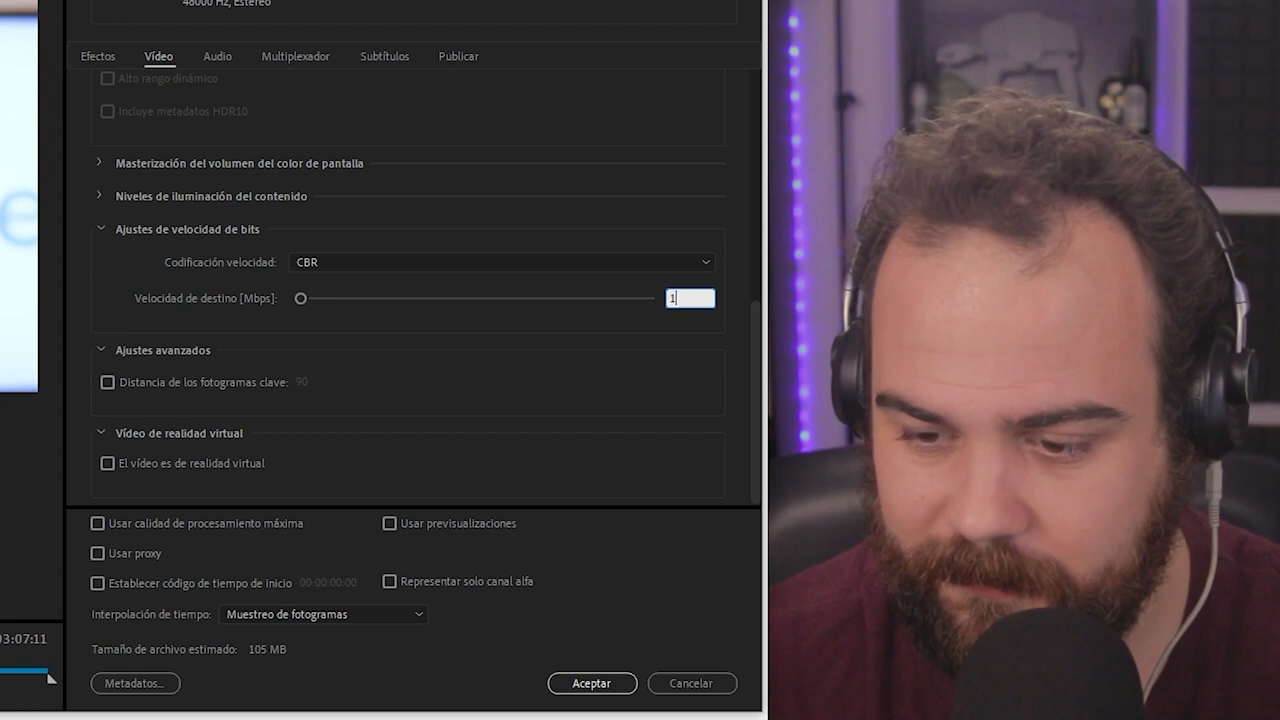 48000 Hz, Estéreo
Efectos Vídeo Audio Multiplexador Subtítulos Publicar
Alto rango dinámico
Incluye metadatos HDR10
Masterización del volumen del color de pantalla
Niveles de iluminación del contenido
Ajustes de velocidad de bits
Codificación velocidad: CBR
Velocidad de destino [Mbps]: 1
Ajustes avanzados
Distancia de los fotogramas clave: 90
Vídeo de realidad virtual
El vídeo es de realidad virtual
Usar calidad de procesamiento máxima Usar previsualizaciones
Usar proxy
Establecer código de tiempo de inicio 00:00:00:00 Representar solo canal alfa
Interpolación de tiempo: Muestreo de fotogramas
03:07:11
Tamaño de archivo estimado: 105 MB
Metadatos... Aceptar Cancelar
e